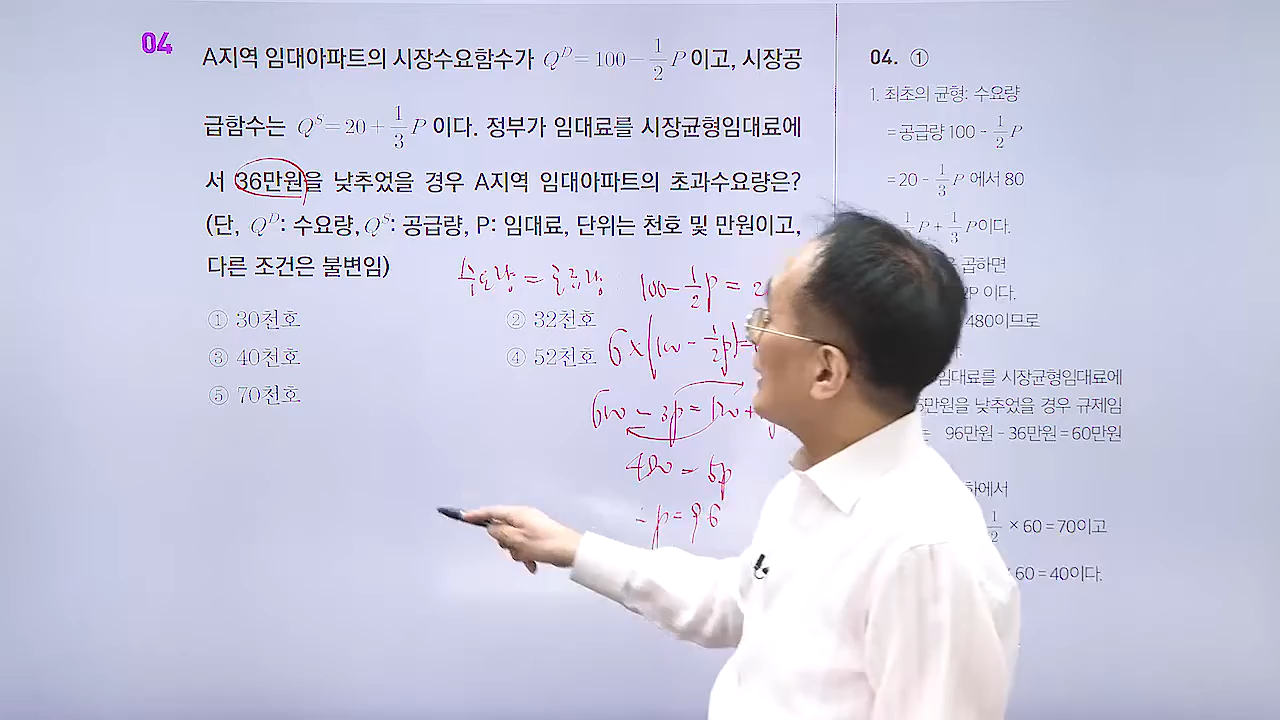 04
A지역 임대아파트의 시장수요함수가 Q^D = 100 - 1/2 P 이고, 시장공
급함수는 Q^S = 20 + 1/3 P 이다. 정부가 임대료를 시장균형임대료에
서 36만원을 낮추었을 경우 A지역 임대아파트의 초과수요량은?
(단, Q^D: 수요량, Q^S: 공급량, P: 임대료, 단위는 천호 및 만원이고,
다른 조건은 불변임)
① 30천호
② 32천호
③ 40천호
④ 52천호
⑤ 70천호
수요량 = 공급량
100 - 1/2 p = 2
6 × (100 - 1/2 p) =
600 - 3p = 120 +
480 = 5p
∴ p = 96
04. ①
1. 최초의 균형: 수요량
= 공급량 100 - 1/2 P
= 20 - 1/3 P 에서 80
1/2 P + 1/3 P이다.
곱하면
2P 이다.
480이므로
임대료를 시장균형임대료에
6만원을 낮추었을 경우 규제임
96만원 - 36만원 = 60만원
하에서
1/2 × 60 = 70이고
60 = 40이다.